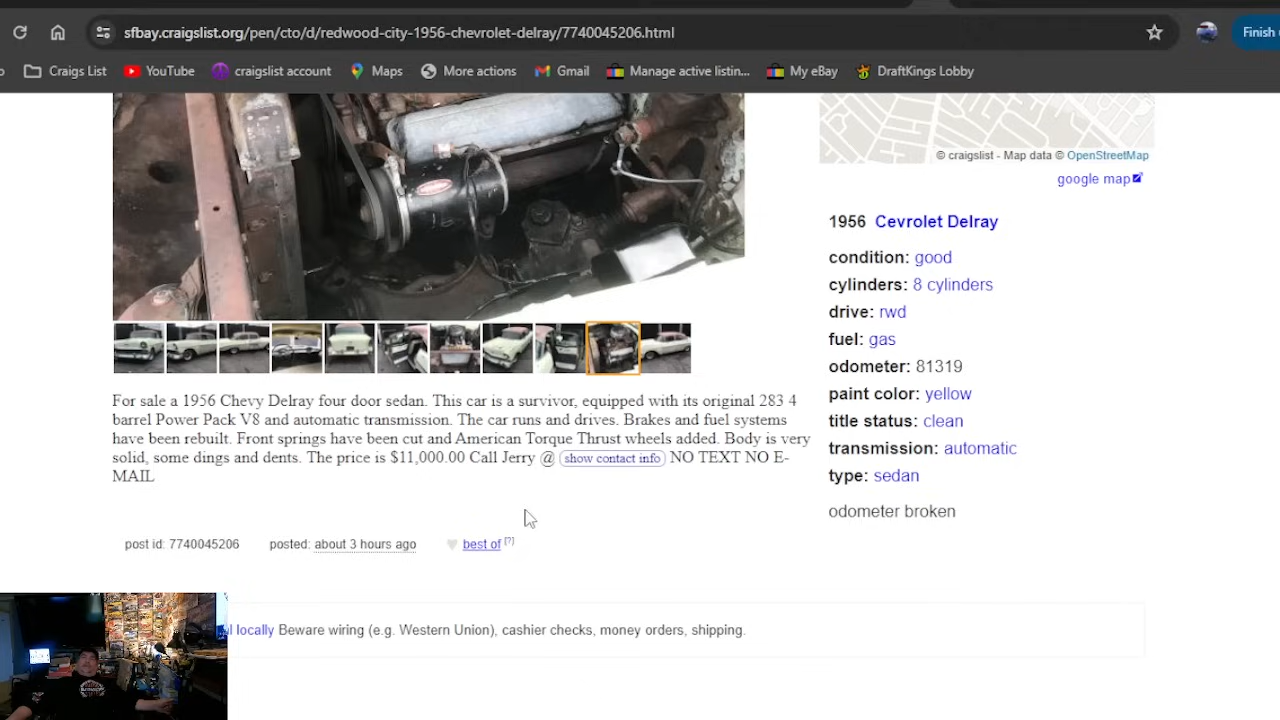 sfbay.craigslist.org/pen/cto/d/redwood-city-1956-chevrolet-delray/7740045206.html
Finish
Craigs List YouTube craigslist account Maps More actions Gmail Manage active listin... My eBay DraftKings Lobby
© craigslist - Map data © OpenStreetMap
google map
1956 Cevrolet Delray
condition: good
cylinders: 8 cylinders
drive: rwd
fuel: gas
odometer: 81319
paint color: yellow
title status: clean
transmission: automatic
type: sedan
odometer broken
For sale a 1956 Chevy Delray four door sedan. This car is a survivor, equipped with its original 283 4
barrel Power Pack V8 and automatic transmission. The car runs and drives. Brakes and fuel systems
have been rebuilt. Front springs have been cut and American Torque Thrust wheels added. Body is very
solid, some dings and dents. The price is $11,000.00 Call Jerry @ show contact info NO TEXT NO E-
MAIL
post id: 7740045206 posted: about 3 hours ago best of [?]
locally Beware wiring (e.g. Western Union), cashier checks, money orders, shipping.